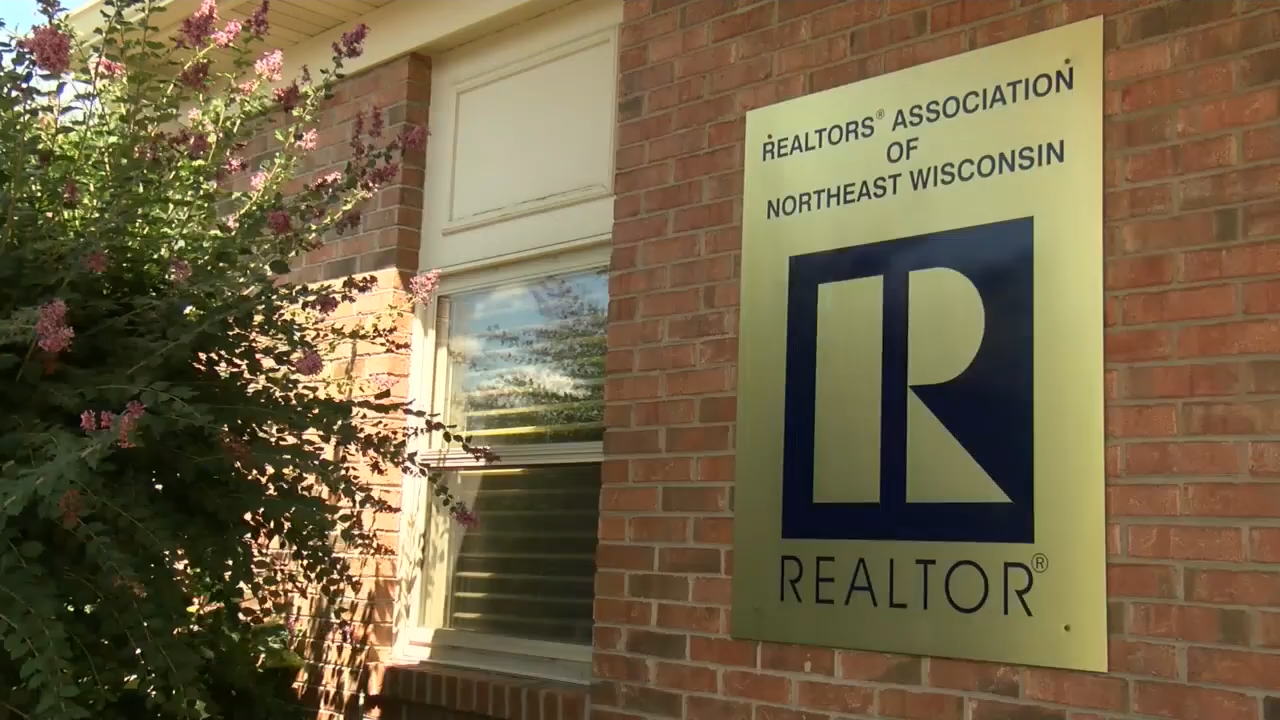 REALTORS® ASSOCIATION
OF
NORTHEAST WISCONSIN
R
REALTOR®